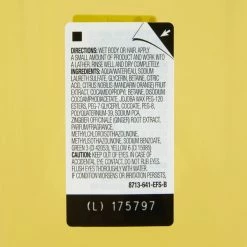 DIRECTIONS: WET BODY OR HAIR. APPLY
A SMALL AMOUNT OF PRODUCT AND WORK INTO
A LATHER. RINSE WELL AND DRY COMPLETELY.
INGREDIENTS: AQUA/WATER/EAU, SODIUM
LAURETH SULFATE, GLYCERIN, BETAINE, CITRIC
ACID, CITRUS NOBILIS (MANDARIN ORANGE) FRUIT
EXTRACT, COCAMIDOPROPYL BETAINE, DISODIUM
COCOAMPHODIACETATE, JOJOBA WAX PEG-120
ESTERS, PEG-7 GLYCERYL COCOATE,
POLYQUATERNIUM-39, SODIUM PCA,
ZINGIBER OFFICINALE (GINGER) ROOT EXTRACT,
PARFUM/FRAGRANCE,
METHYLCHLOROISOTHIAZOLINONE,
METHYLISOTHIAZOLINONE, SODIUM BENZOATE,
GREEN 3 (CI 42053), YELLOW 6 (CI 15985)
CAUTION: KEEP OUT OF EYES. IN CASE OF
ACCIDENTAL EYE CONTACT, DO NOT RUB.
FLUSH EYES THOROUGHLY WITH WATER.
IF CONDITION WORSENS OR IRRITATION PERSISTS,
8713-641-EFS-B
(L) 175797